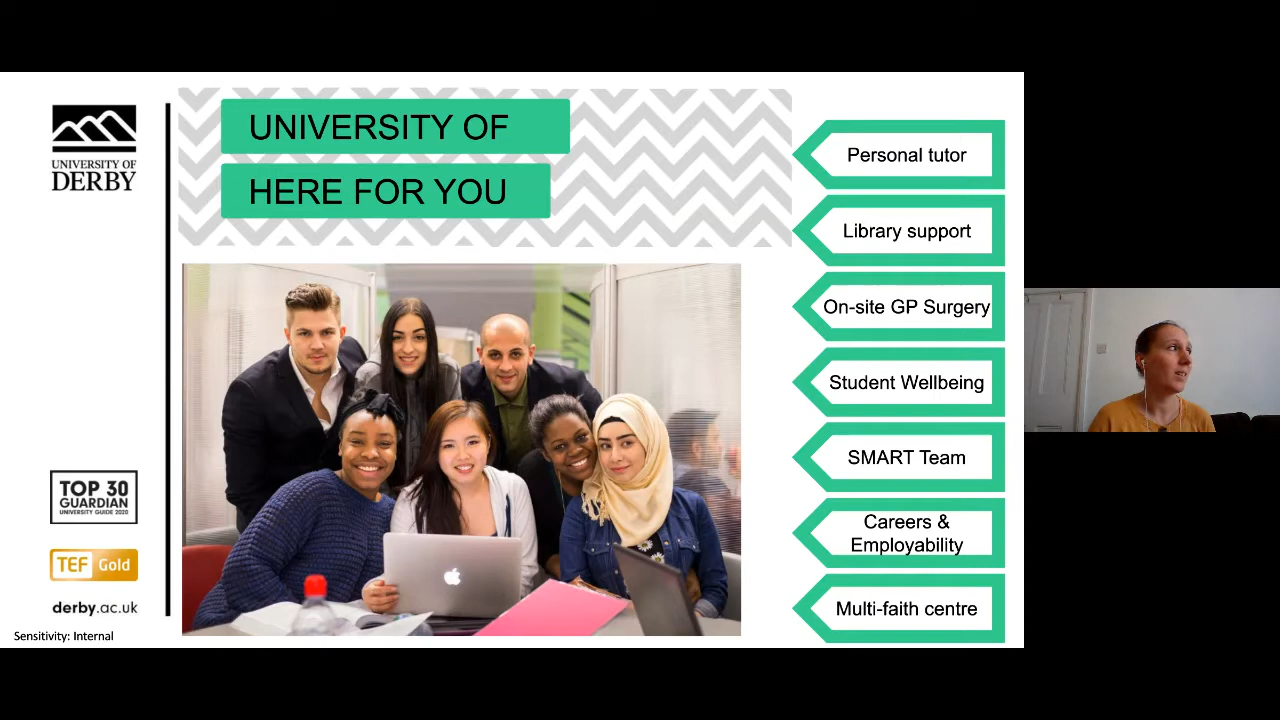 UNIVERSITY OF
DERBY
UNIVERSITY OF
HERE FOR YOU
Personal tutor
Library support
On-site GP Surgery
Student Wellbeing
SMART Team
Careers &
Employability
Multi-faith centre
TOP 30
GUARDIAN
UNIVERSITY GUIDE 2020
TEF Gold
derby.ac.uk
Sensitivity: Internal